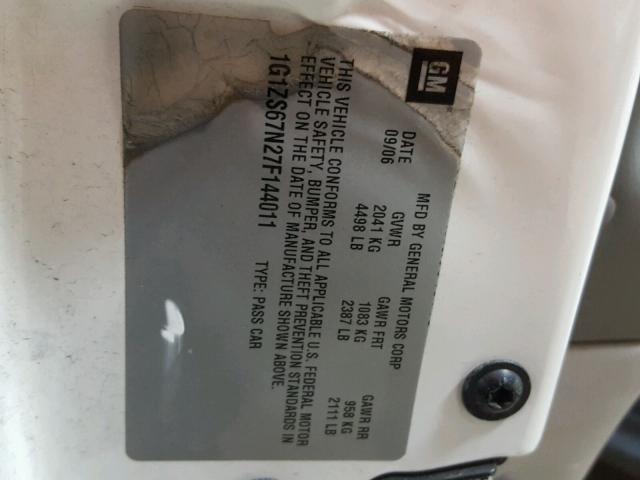 GM
MFD BY GENERAL MOTORS CORP
DATE GVWR GAWR FRT GAWR RR
09/06 2041 KG 1083 KG 958 KG
4498 LB 2387 LB 2111 LB
THIS VEHICLE CONFORMS TO ALL APPLICABLE U.S. FEDERAL MOTOR
VEHICLE SAFETY, BUMPER, AND THEFT PREVENTION STANDARDS IN
EFFECT ON THE DATE OF MANUFACTURE SHOWN ABOVE.
1G1ZS67N27F144011 TYPE: PASS CAR